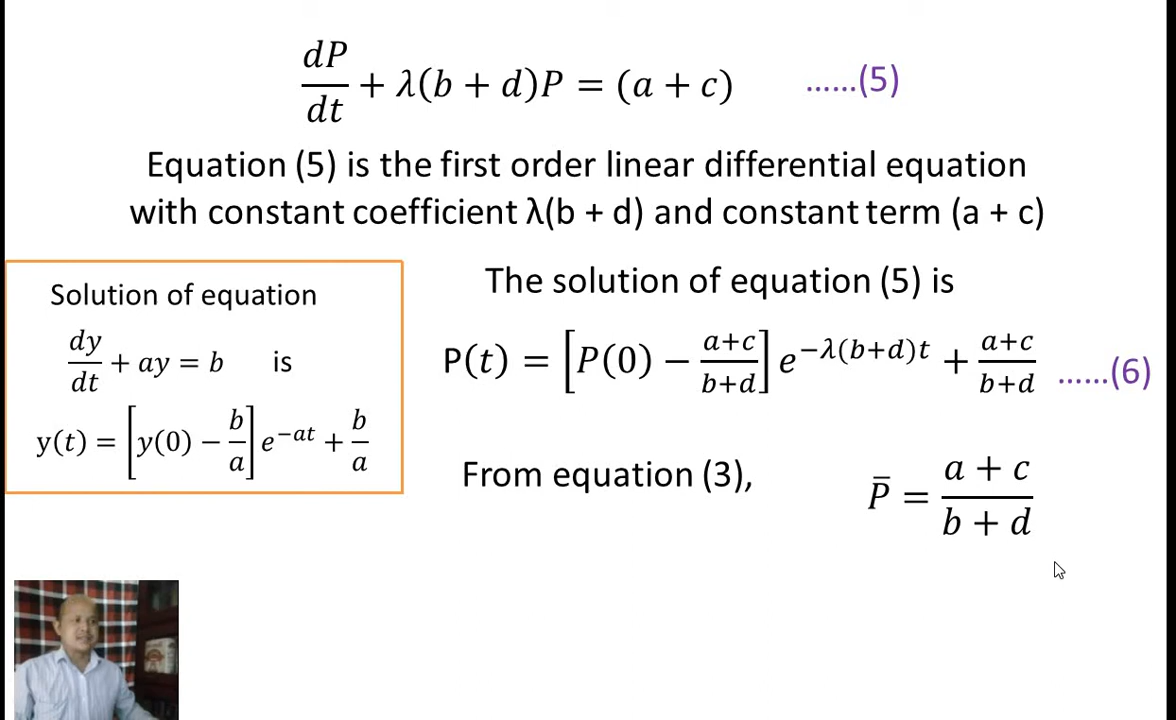 dP/dt + λ(b + d)P = (a + c) ......(5)
Equation (5) is the first order linear differential equation
with constant coefficient λ(b + d) and constant term (a + c)
Solution of equation
dy/dt + ay = b is
y(t) = [y(0) − b/a] e^{−at} + b/a
The solution of equation (5) is
P(t) = [P(0) − (a+c)/(b+d)] e^{−λ(b+d)t} + (a+c)/(b+d) ......(6)
From equation (3), P̄ = (a + c)/(b + d)